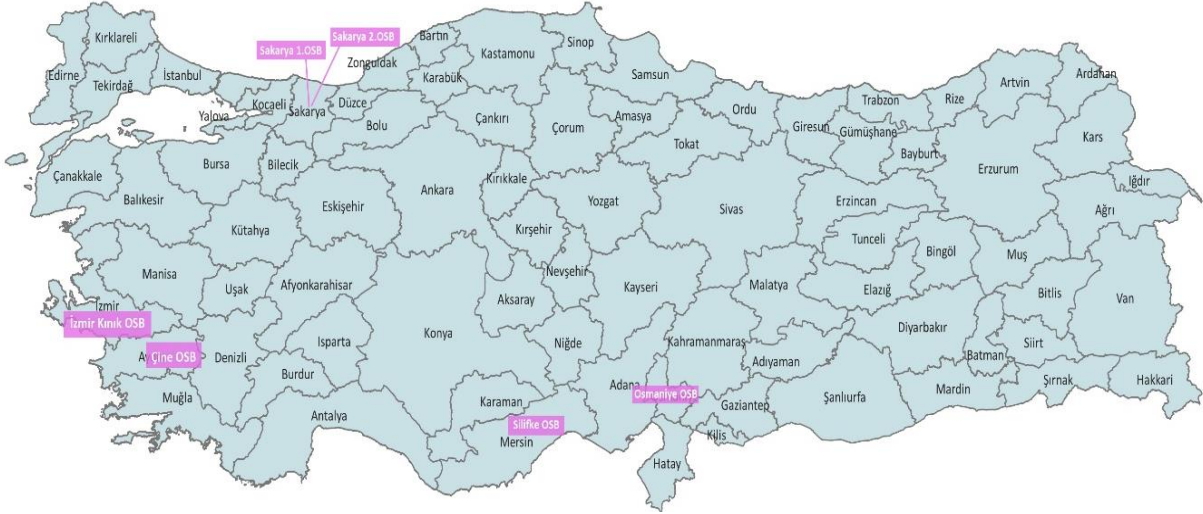 Kırklareli
Edirne
Tekirdağ
İstanbul
Sakarya 1.OSB
Sakarya 2.OSB
Zonguldak
Bartın
Karabük
Kastamonu
Sinop
Samsun
Yalova
Kocaeli
Sakarya
Düzce
Bolu
Çankırı
Çorum
Amasya
Tokat
Ordu
Giresun
Trabzon
Gümüşhane
Rize
Bayburt
Artvin
Ardahan
Kars
Erzurum
Iğdır
Ağrı
Çanakkale
Balıkesir
Bursa
Bilecik
Eskişehir
Kütahya
Ankara
Kırıkkale
Kırşehir
Yozgat
Sivas
Erzincan
Tunceli
Bingöl
Muş
Bitlis
Van
Manisa
Uşak
Afyonkarahisar
Konya
Aksaray
Nevşehir
Kayseri
Malatya
Elazığ
Diyarbakır
Batman
Siirt
İzmir
İzmir Kınık OSB
Çine OSB
Denizli
Isparta
Burdur
Niğde
Kahramanmaraş
Adıyaman
Mardin
Şırnak
Hakkari
Muğla
Antalya
Karaman
Silifke OSB
Mersin
Adana
Osmaniye OSB
Gaziantep
Şanlıurfa
Kilis
Hatay